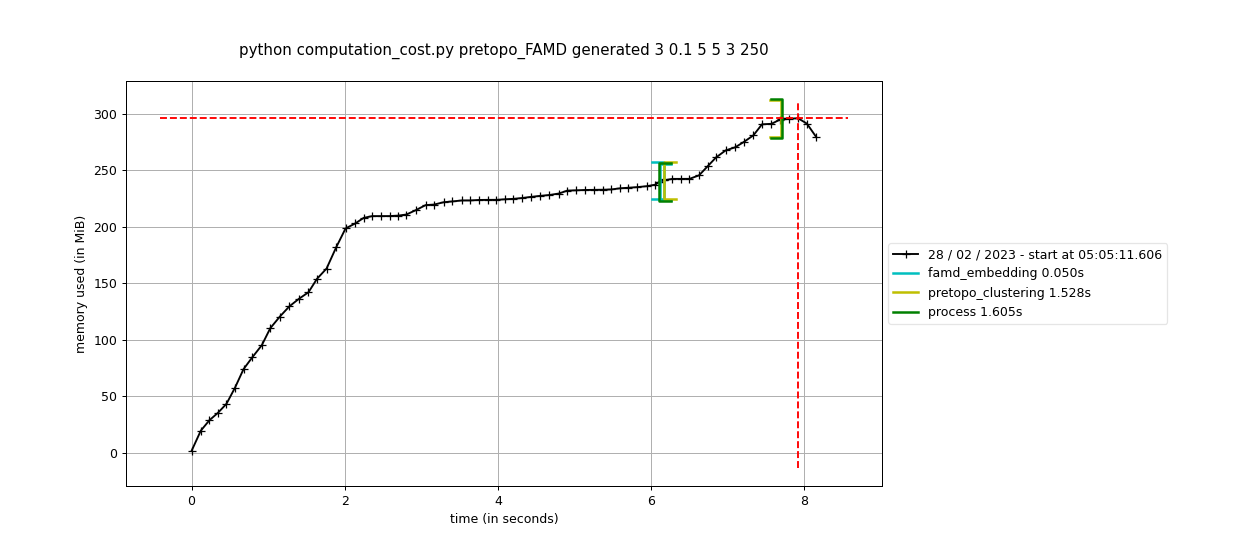 python computation_cost.py pretopo_FAMD generated 3 0.1 5 5 3 250
memory used (in MiB)
300
250
200
150
100
50
0
0 2 4 6 8
time (in seconds)
28 / 02 / 2023 - start at 05:05:11.606
famd_embedding 0.050s
pretopo_clustering 1.528s
process 1.605s